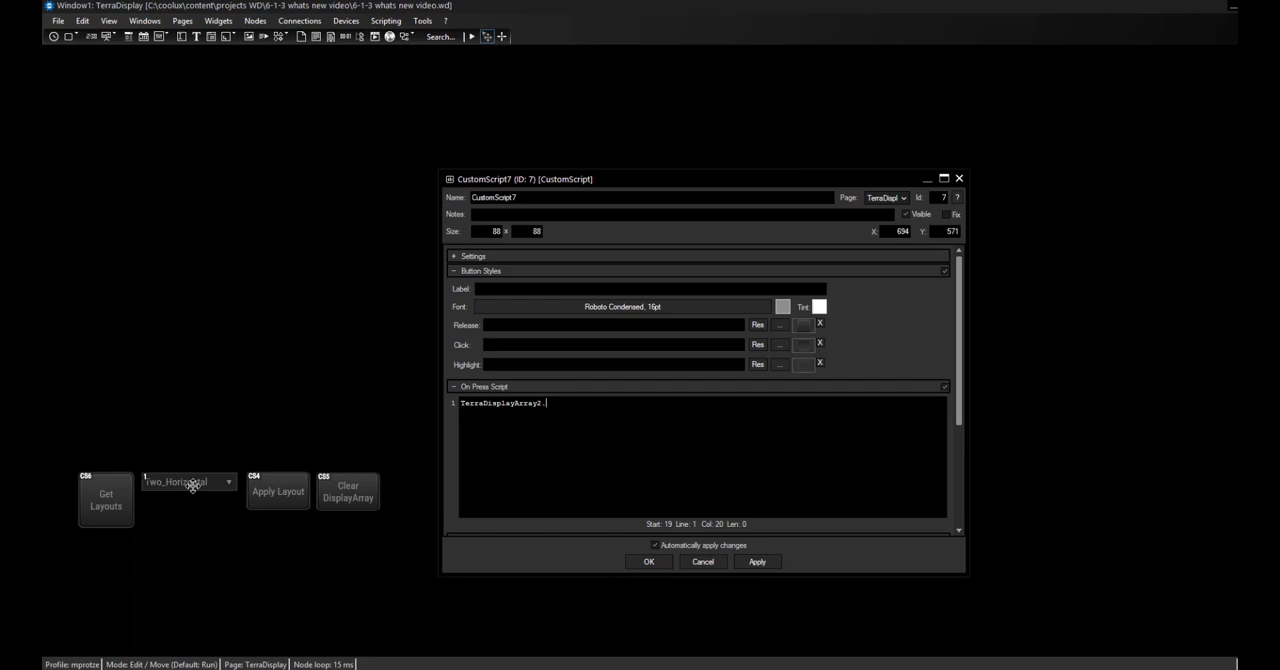 Window1: TerraDisplay [C:\coolux\content\projects WD\6-1-3 whats new video\6-1-3 whats new video.wd]
File Edit View Windows Pages Widgets Nodes Connections Devices Scripting Tools ?
Search...
CustomScript7 (ID: 7) [CustomScript]
Name: CustomScript7 Page: TerraDispl Id: 7 ?
Notes: Visible Fix
Size: 88 x 88 X: 694 Y: 571
+ Settings
− Button Styles
Label:
Font: Roboto Condensed, 16pt Tint:
Release: Res ... X
Click: Res ... X
Highlight: Res ... X
− On Press Script
1 TerraDisplayArray2.
Start: 19 Line: 1 Col: 20 Len: 0
Automatically apply changes
OK Cancel Apply
CS6 Get Layouts
1 Two_Horizontal
CS4 Apply Layout
CS5 Clear DisplayArray
Profile: mprotze Mode: Edit / Move (Default: Run) Page: TerraDisplay Node loop: 15 ms